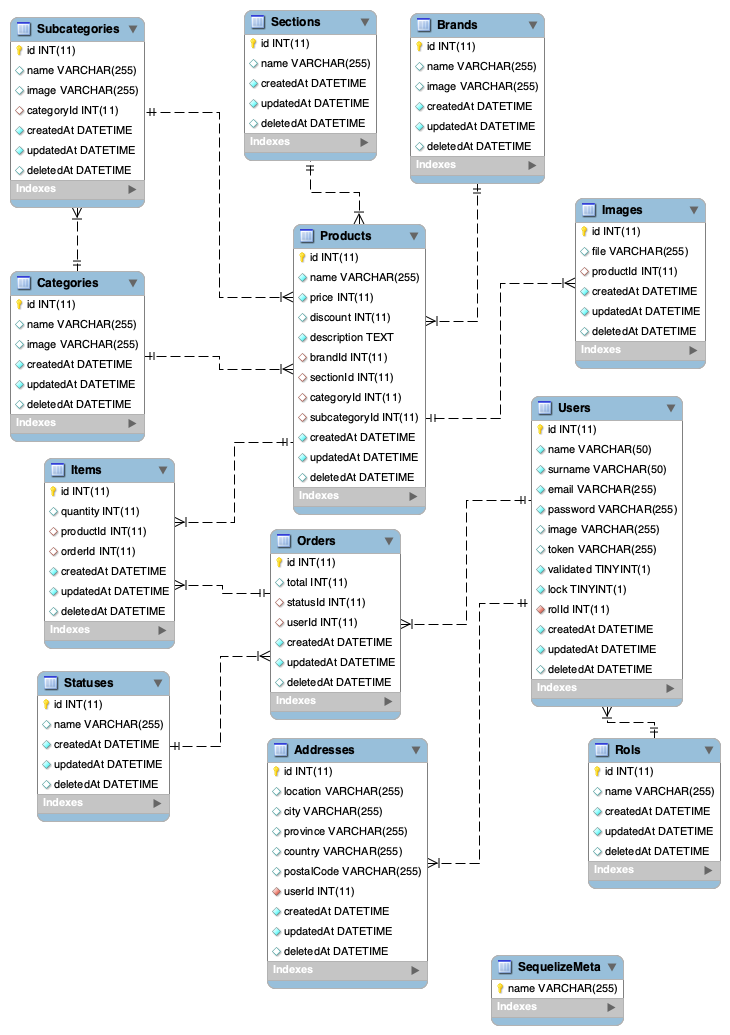 Subcategories
id INT(11)
name VARCHAR(255)
image VARCHAR(255)
categoryId INT(11)
createdAt DATETIME
updatedAt DATETIME
deletedAt DATETIME
Indexes
Sections
id INT(11)
name VARCHAR(255)
createdAt DATETIME
updatedAt DATETIME
deletedAt DATETIME
Indexes
Brands
id INT(11)
name VARCHAR(255)
image VARCHAR(255)
createdAt DATETIME
updatedAt DATETIME
deletedAt DATETIME
Indexes
Images
id INT(11)
file VARCHAR(255)
productId INT(11)
createdAt DATETIME
updatedAt DATETIME
deletedAt DATETIME
Indexes
Products
id INT(11)
name VARCHAR(255)
price INT(11)
discount INT(11)
description TEXT
brandId INT(11)
sectionId INT(11)
categoryId INT(11)
subcategoryId INT(11)
createdAt DATETIME
updatedAt DATETIME
deletedAt DATETIME
Indexes
Categories
id INT(11)
name VARCHAR(255)
image VARCHAR(255)
createdAt DATETIME
updatedAt DATETIME
deletedAt DATETIME
Indexes
Users
id INT(11)
name VARCHAR(50)
surname VARCHAR(50)
email VARCHAR(255)
password VARCHAR(255)
image VARCHAR(255)
token VARCHAR(255)
validated TINYINT(1)
lock TINYINT(1)
rolId INT(11)
createdAt DATETIME
updatedAt DATETIME
deletedAt DATETIME
Indexes
Items
id INT(11)
quantity INT(11)
productId INT(11)
orderId INT(11)
createdAt DATETIME
updatedAt DATETIME
deletedAt DATETIME
Indexes
Orders
id INT(11)
total INT(11)
statusId INT(11)
userId INT(11)
createdAt DATETIME
updatedAt DATETIME
deletedAt DATETIME
Indexes
Statuses
id INT(11)
name VARCHAR(255)
createdAt DATETIME
updatedAt DATETIME
deletedAt DATETIME
Indexes
Addresses
id INT(11)
location VARCHAR(255)
city VARCHAR(255)
province VARCHAR(255)
country VARCHAR(255)
postalCode VARCHAR(255)
userId INT(11)
createdAt DATETIME
updatedAt DATETIME
deletedAt DATETIME
Indexes
Rols
id INT(11)
name VARCHAR(255)
createdAt DATETIME
updatedAt DATETIME
deletedAt DATETIME
Indexes
SequelizeMeta
name VARCHAR(255)
Indexes